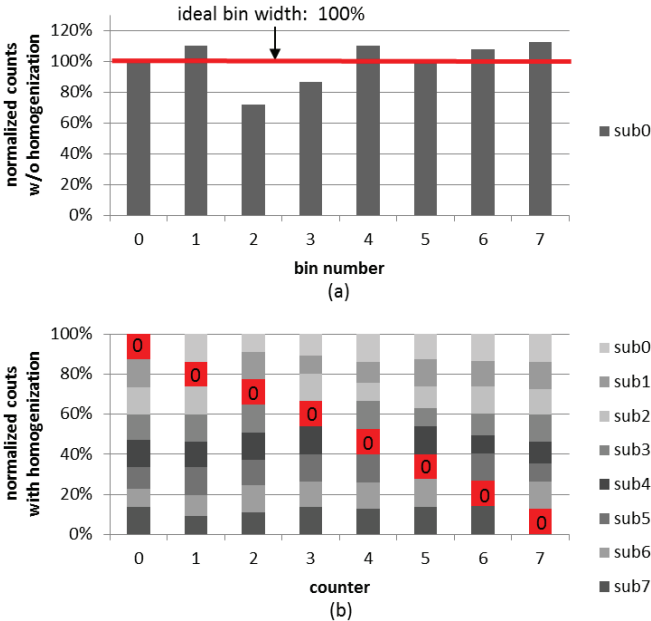 ideal bin width: 100%
normalized counts
w/o homogenization
120%
100%
80%
60%
40%
20%
0%
0 1 2 3 4 5 6 7
bin number
sub0
(a)
normalized couts
with homogenization
100%
80%
60%
40%
20%
0%
0
0
0
0
0
0
0
0
0 1 2 3 4 5 6 7
counter
sub0
sub1
sub2
sub3
sub4
sub5
sub6
sub7
(b)